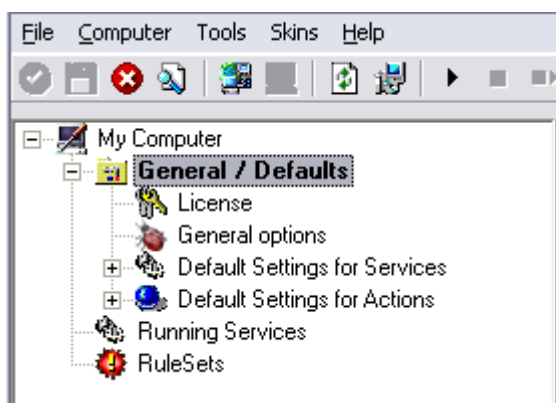 File Computer Tools Skins Help
My Computer
General / Defaults
License
General options
Default Settings for Services
Default Settings for Actions
Running Services
RuleSets